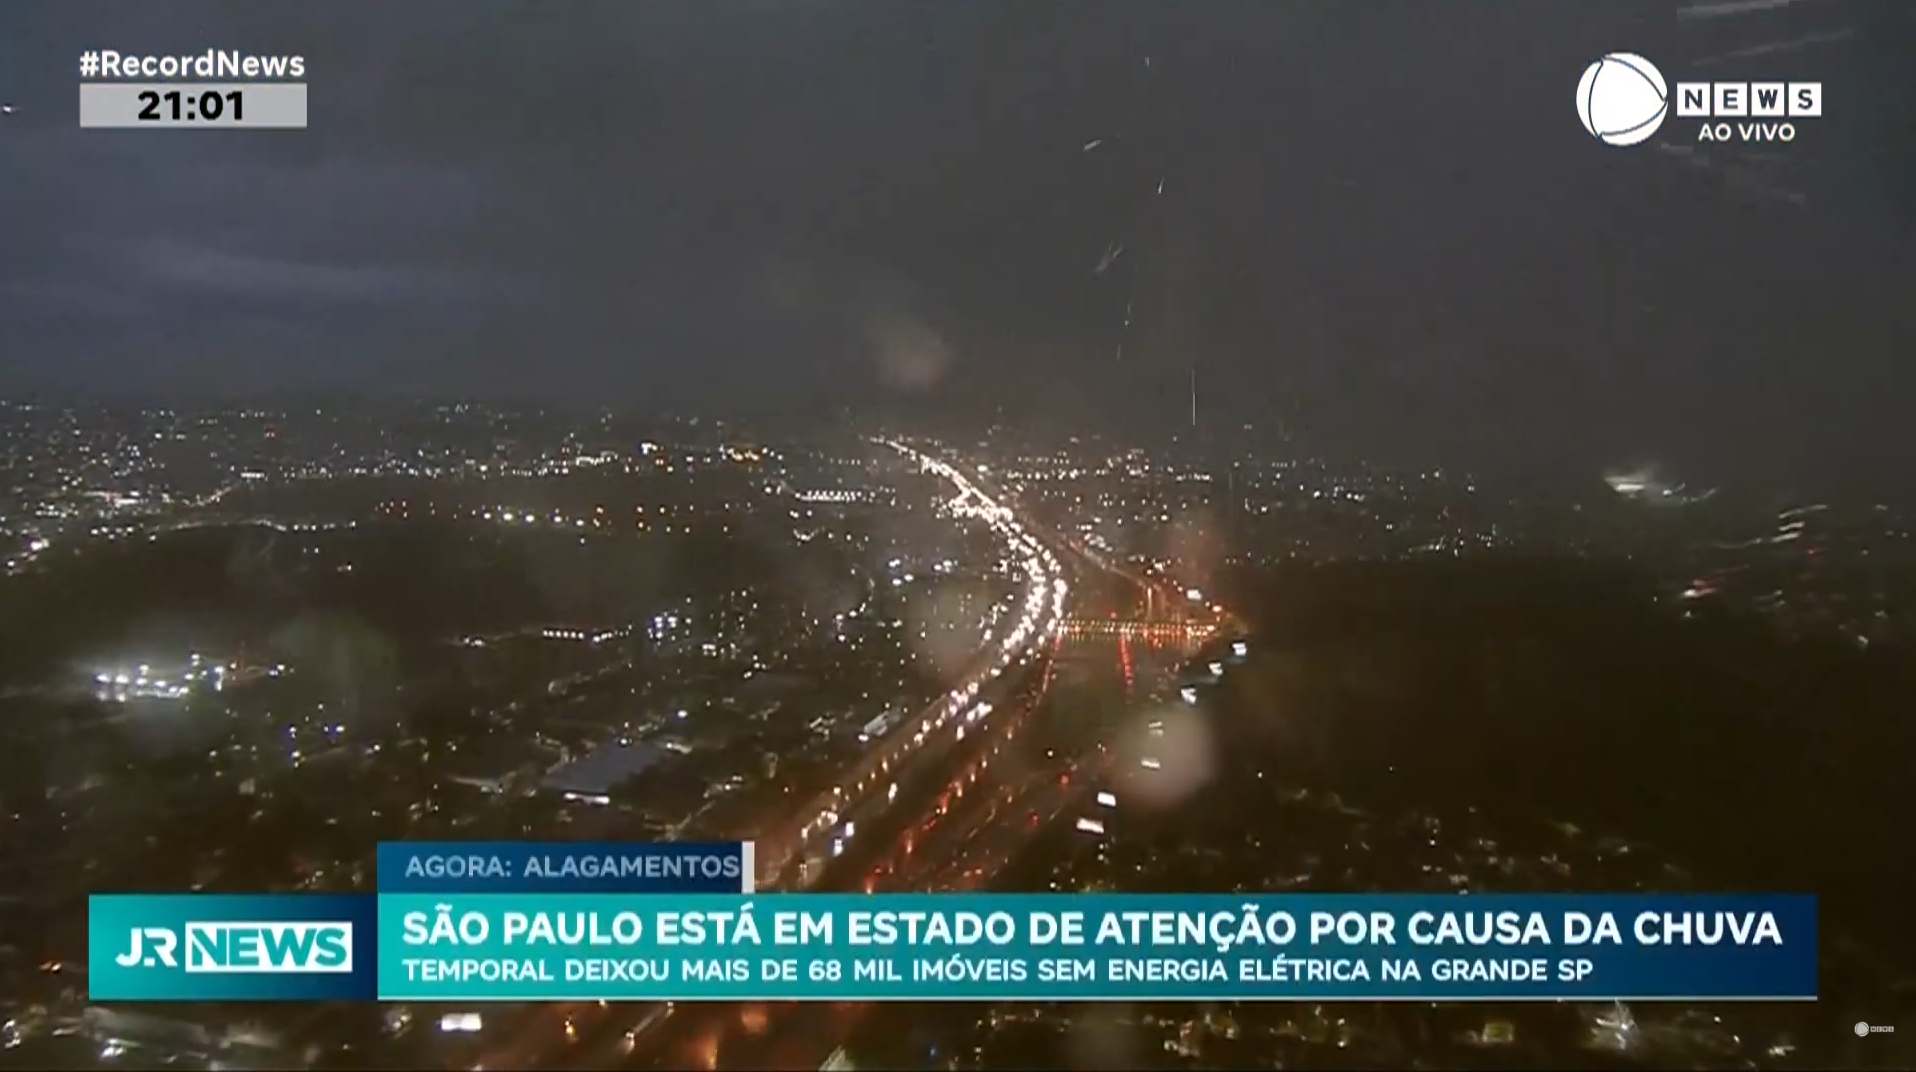 #RecordNews
21:01
NEWS
AO VIVO
AGORA: ALAGAMENTOS
JR NEWS
SÃO PAULO ESTÁ EM ESTADO DE ATENÇÃO POR CAUSA DA CHUVA
TEMPORAL DEIXOU MAIS DE 68 MIL IMÓVEIS SEM ENERGIA ELÉTRICA NA GRANDE SP
NEWS